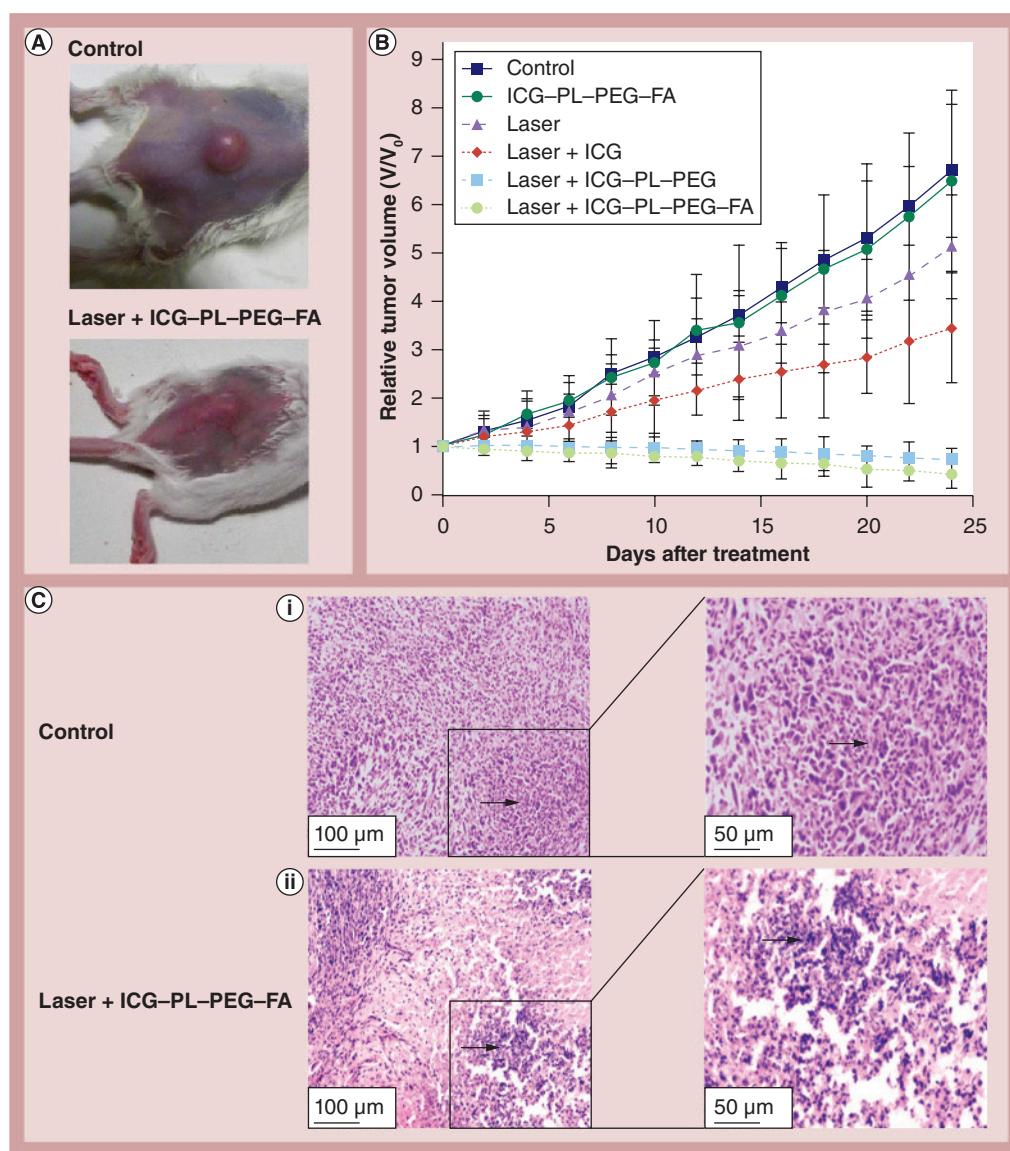 A
Control
Laser + ICG–PL–PEG–FA
B
9
8
7
6
5
4
3
2
1
0
Relative tumor volume (V/V₀)
Control
ICG–PL–PEG–FA
Laser
Laser + ICG
Laser + ICG–PL–PEG
Laser + ICG–PL–PEG–FA
0 5 10 15 20 25
Days after treatment
C
i
Control
100 µm
50 µm
ii
Laser + ICG–PL–PEG–FA
100 µm
50 µm